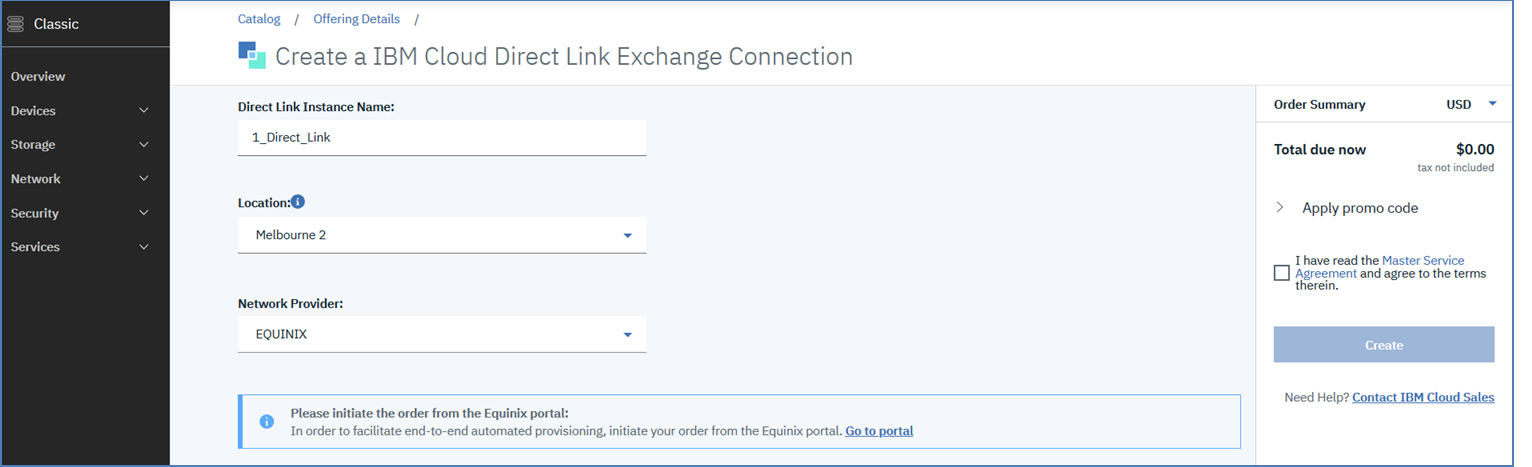 Classic
Overview
Devices
Storage
Network
Security
Services
Catalog / Offering Details /
Create a IBM Cloud Direct Link Exchange Connection
Direct Link Instance Name:
1_Direct_Link
Location:
Melbourne 2
Network Provider:
EQUINIX
Please initiate the order from the Equinix portal:
In order to facilitate end-to-end automated provisioning, initiate your order from the Equinix portal. Go to portal
Order Summary USD
Total due now $0.00
tax not included
Apply promo code
I have read the Master Service
Agreement and agree to the terms
therein.
Create
Need Help? Contact IBM Cloud Sales